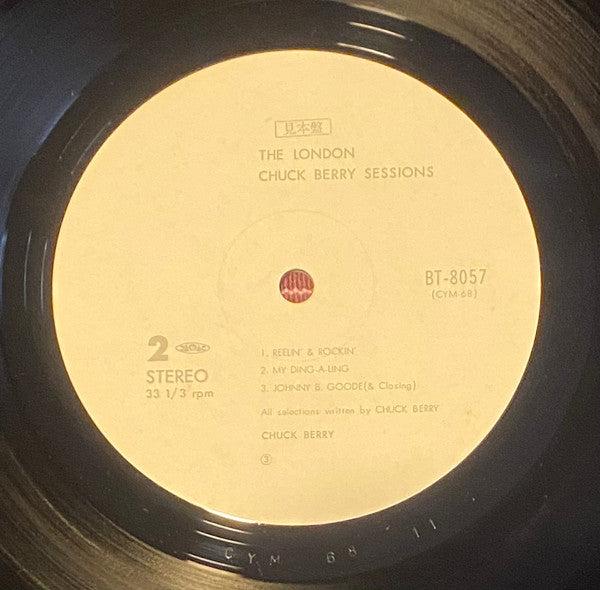 見本盤
THE LONDON
CHUCK BERRY SESSIONS
BT-8057
(CYM-68)
2
STEREO
33 1/3 rpm
1. REELIN' & ROCKIN'
2. MY DING-A-LING
3. JOHNNY B. GOODE(& Closing)
All selections written by CHUCK BERRY
CHUCK BERRY
③
CYM 68 11